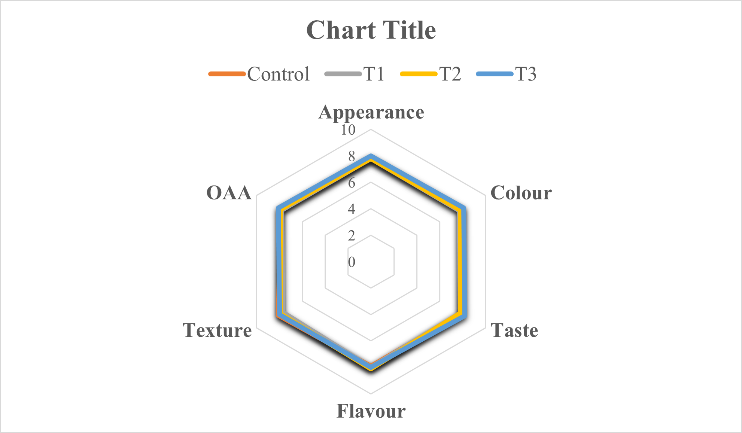 Chart Title
Control T1 T2 T3
Appearance
10
8
OAA
Colour
6
4
2
0
Texture
Taste
Flavour